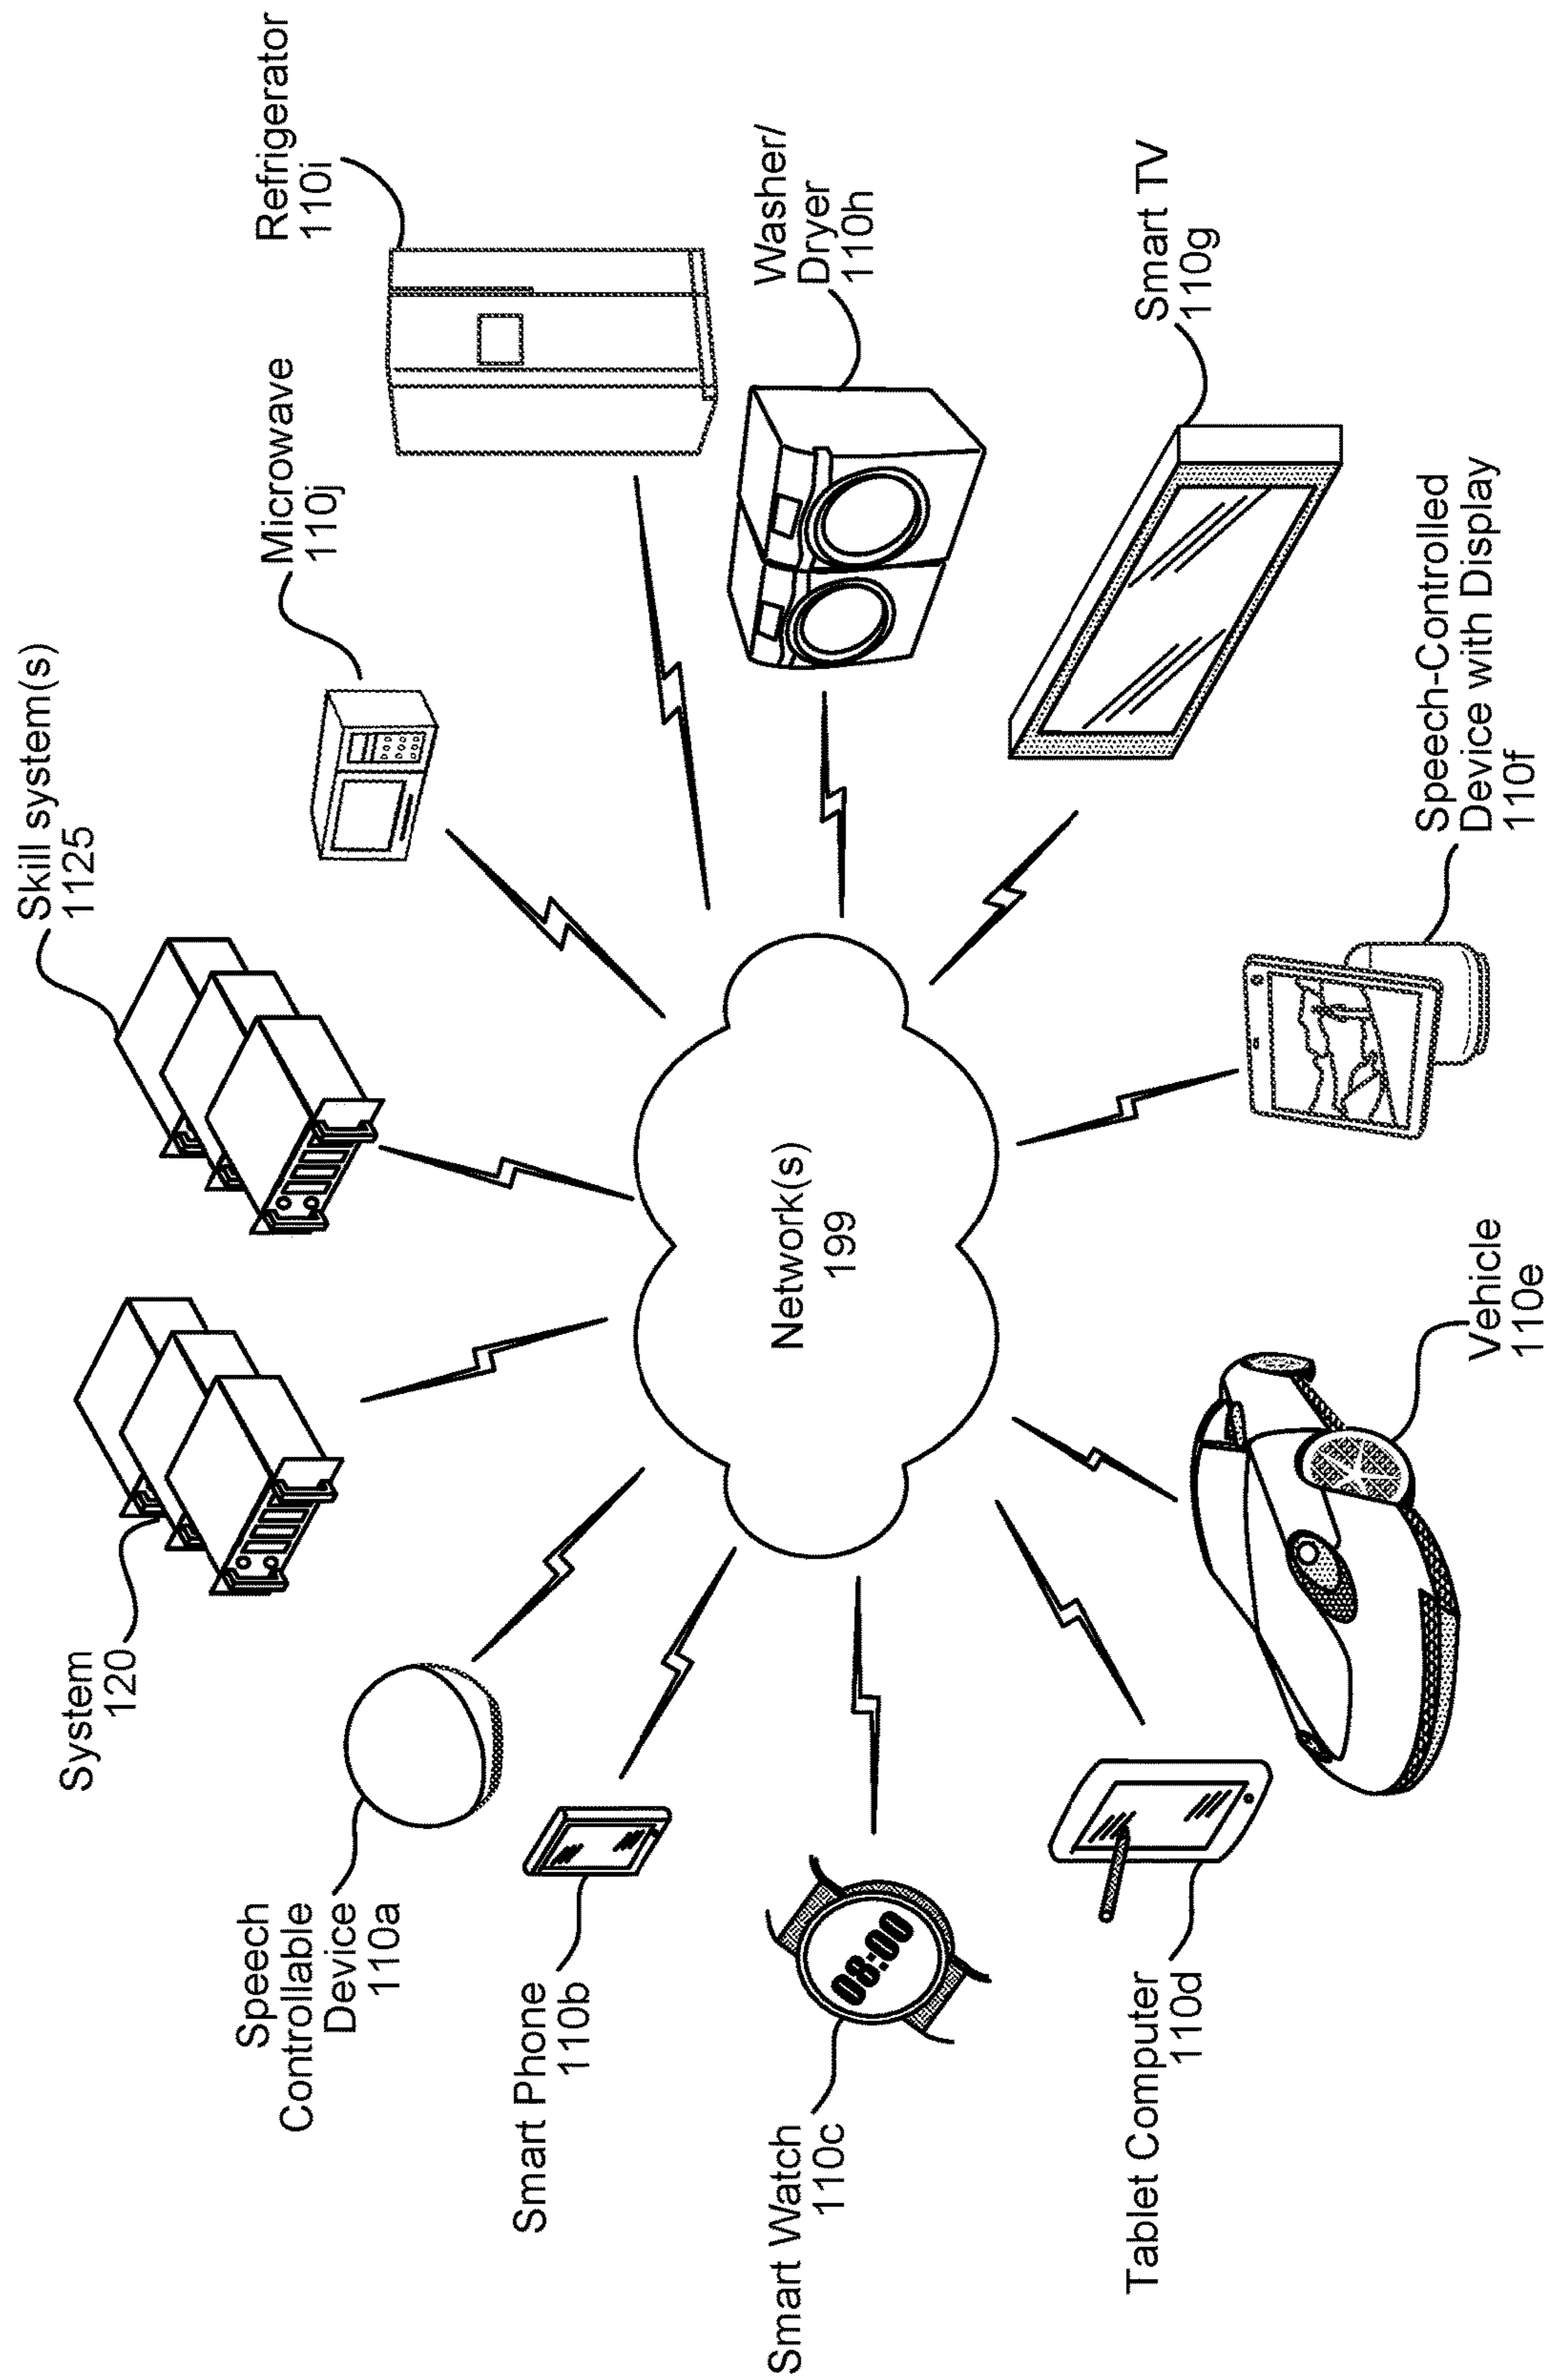 System
120
Skill system(s)
1125
Speech
Controllable
Device
110a
Microwave
110j
Refrigerator
110i
Smart Phone
110b
Network(s)
199
Washer/
Dryer
110h
Smart Watch
110c
08:00
Smart TV
110g
Tablet Computer
110d
Vehicle
110e
Speech-Controlled
Device with Display
110f